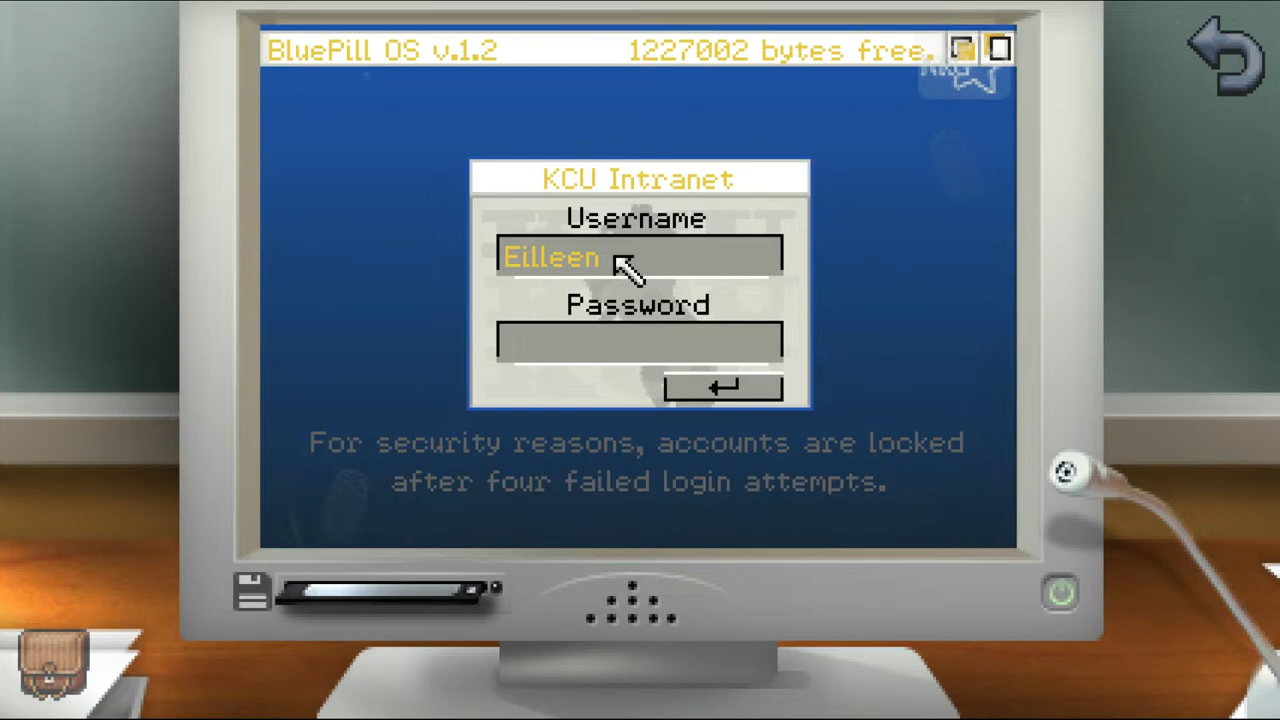 BluePill OS v.1.2 1227002 bytes free.
KCU Intranet
Username
Eilleen
Password
For security reasons, accounts are locked
after four failed login attempts.